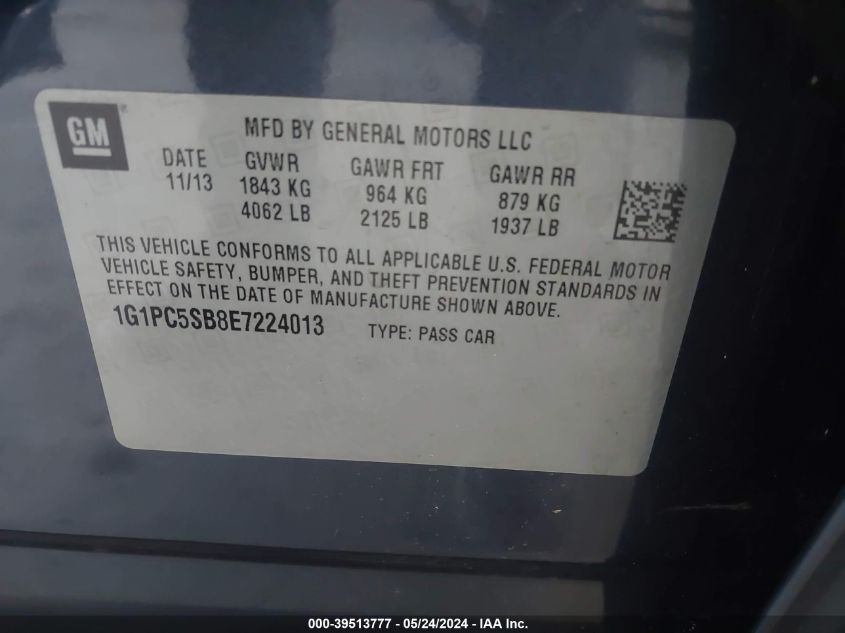 GM
MFD BY GENERAL MOTORS LLC
DATE GVWR GAWR FRT GAWR RR
11/13 1843 KG 964 KG 879 KG
4062 LB 2125 LB 1937 LB
THIS VEHICLE CONFORMS TO ALL APPLICABLE U.S. FEDERAL MOTOR
VEHICLE SAFETY, BUMPER, AND THEFT PREVENTION STANDARDS IN
EFFECT ON THE DATE OF MANUFACTURE SHOWN ABOVE.
1G1PC5SB8E7224013 TYPE: PASS CAR
000-39513777 - 05/24/2024 - IAA Inc.